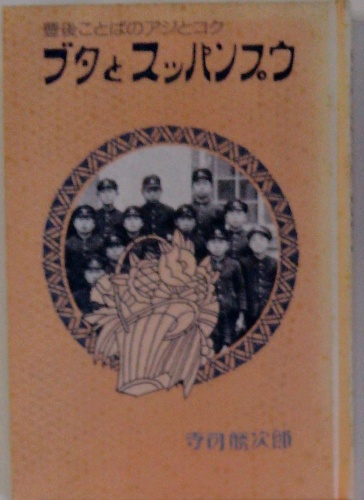 豊後ことばのアジとコク
ブタとスッパンプウ
寺司勝次郎